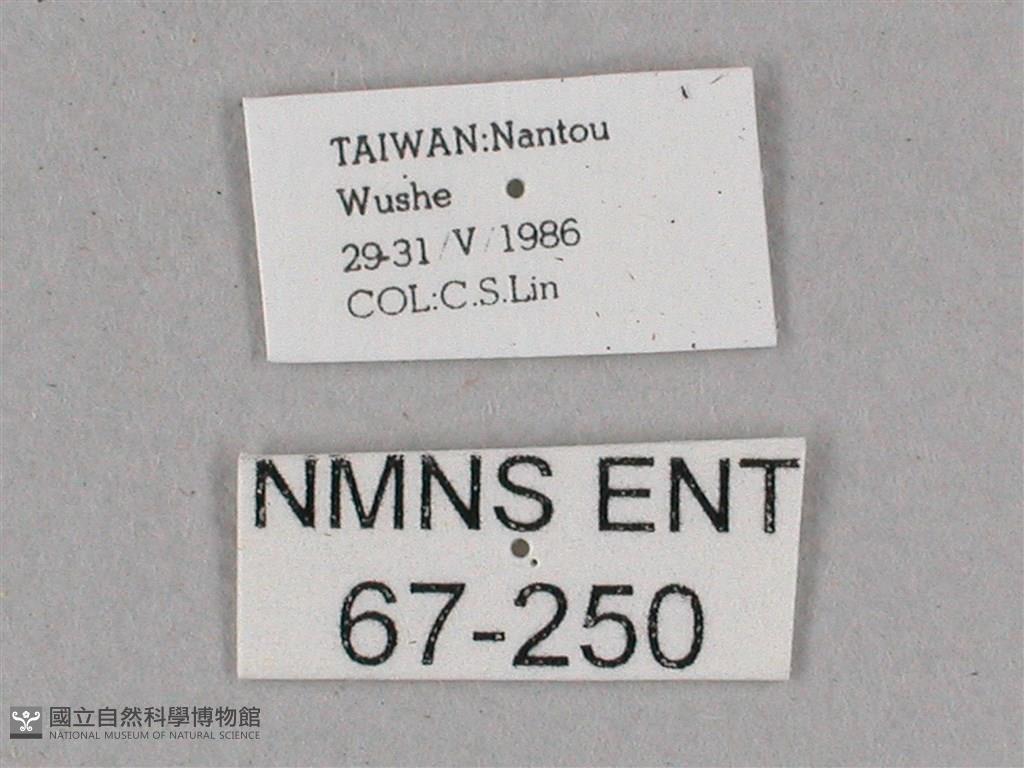 TAIWAN:Nantou
Wushe
29-31/V/1986
COL:C.S.Lin
NMNS ENT
67-250
國立自然科學博物館
NATIONAL MUSEUM OF NATURAL SCIENCE